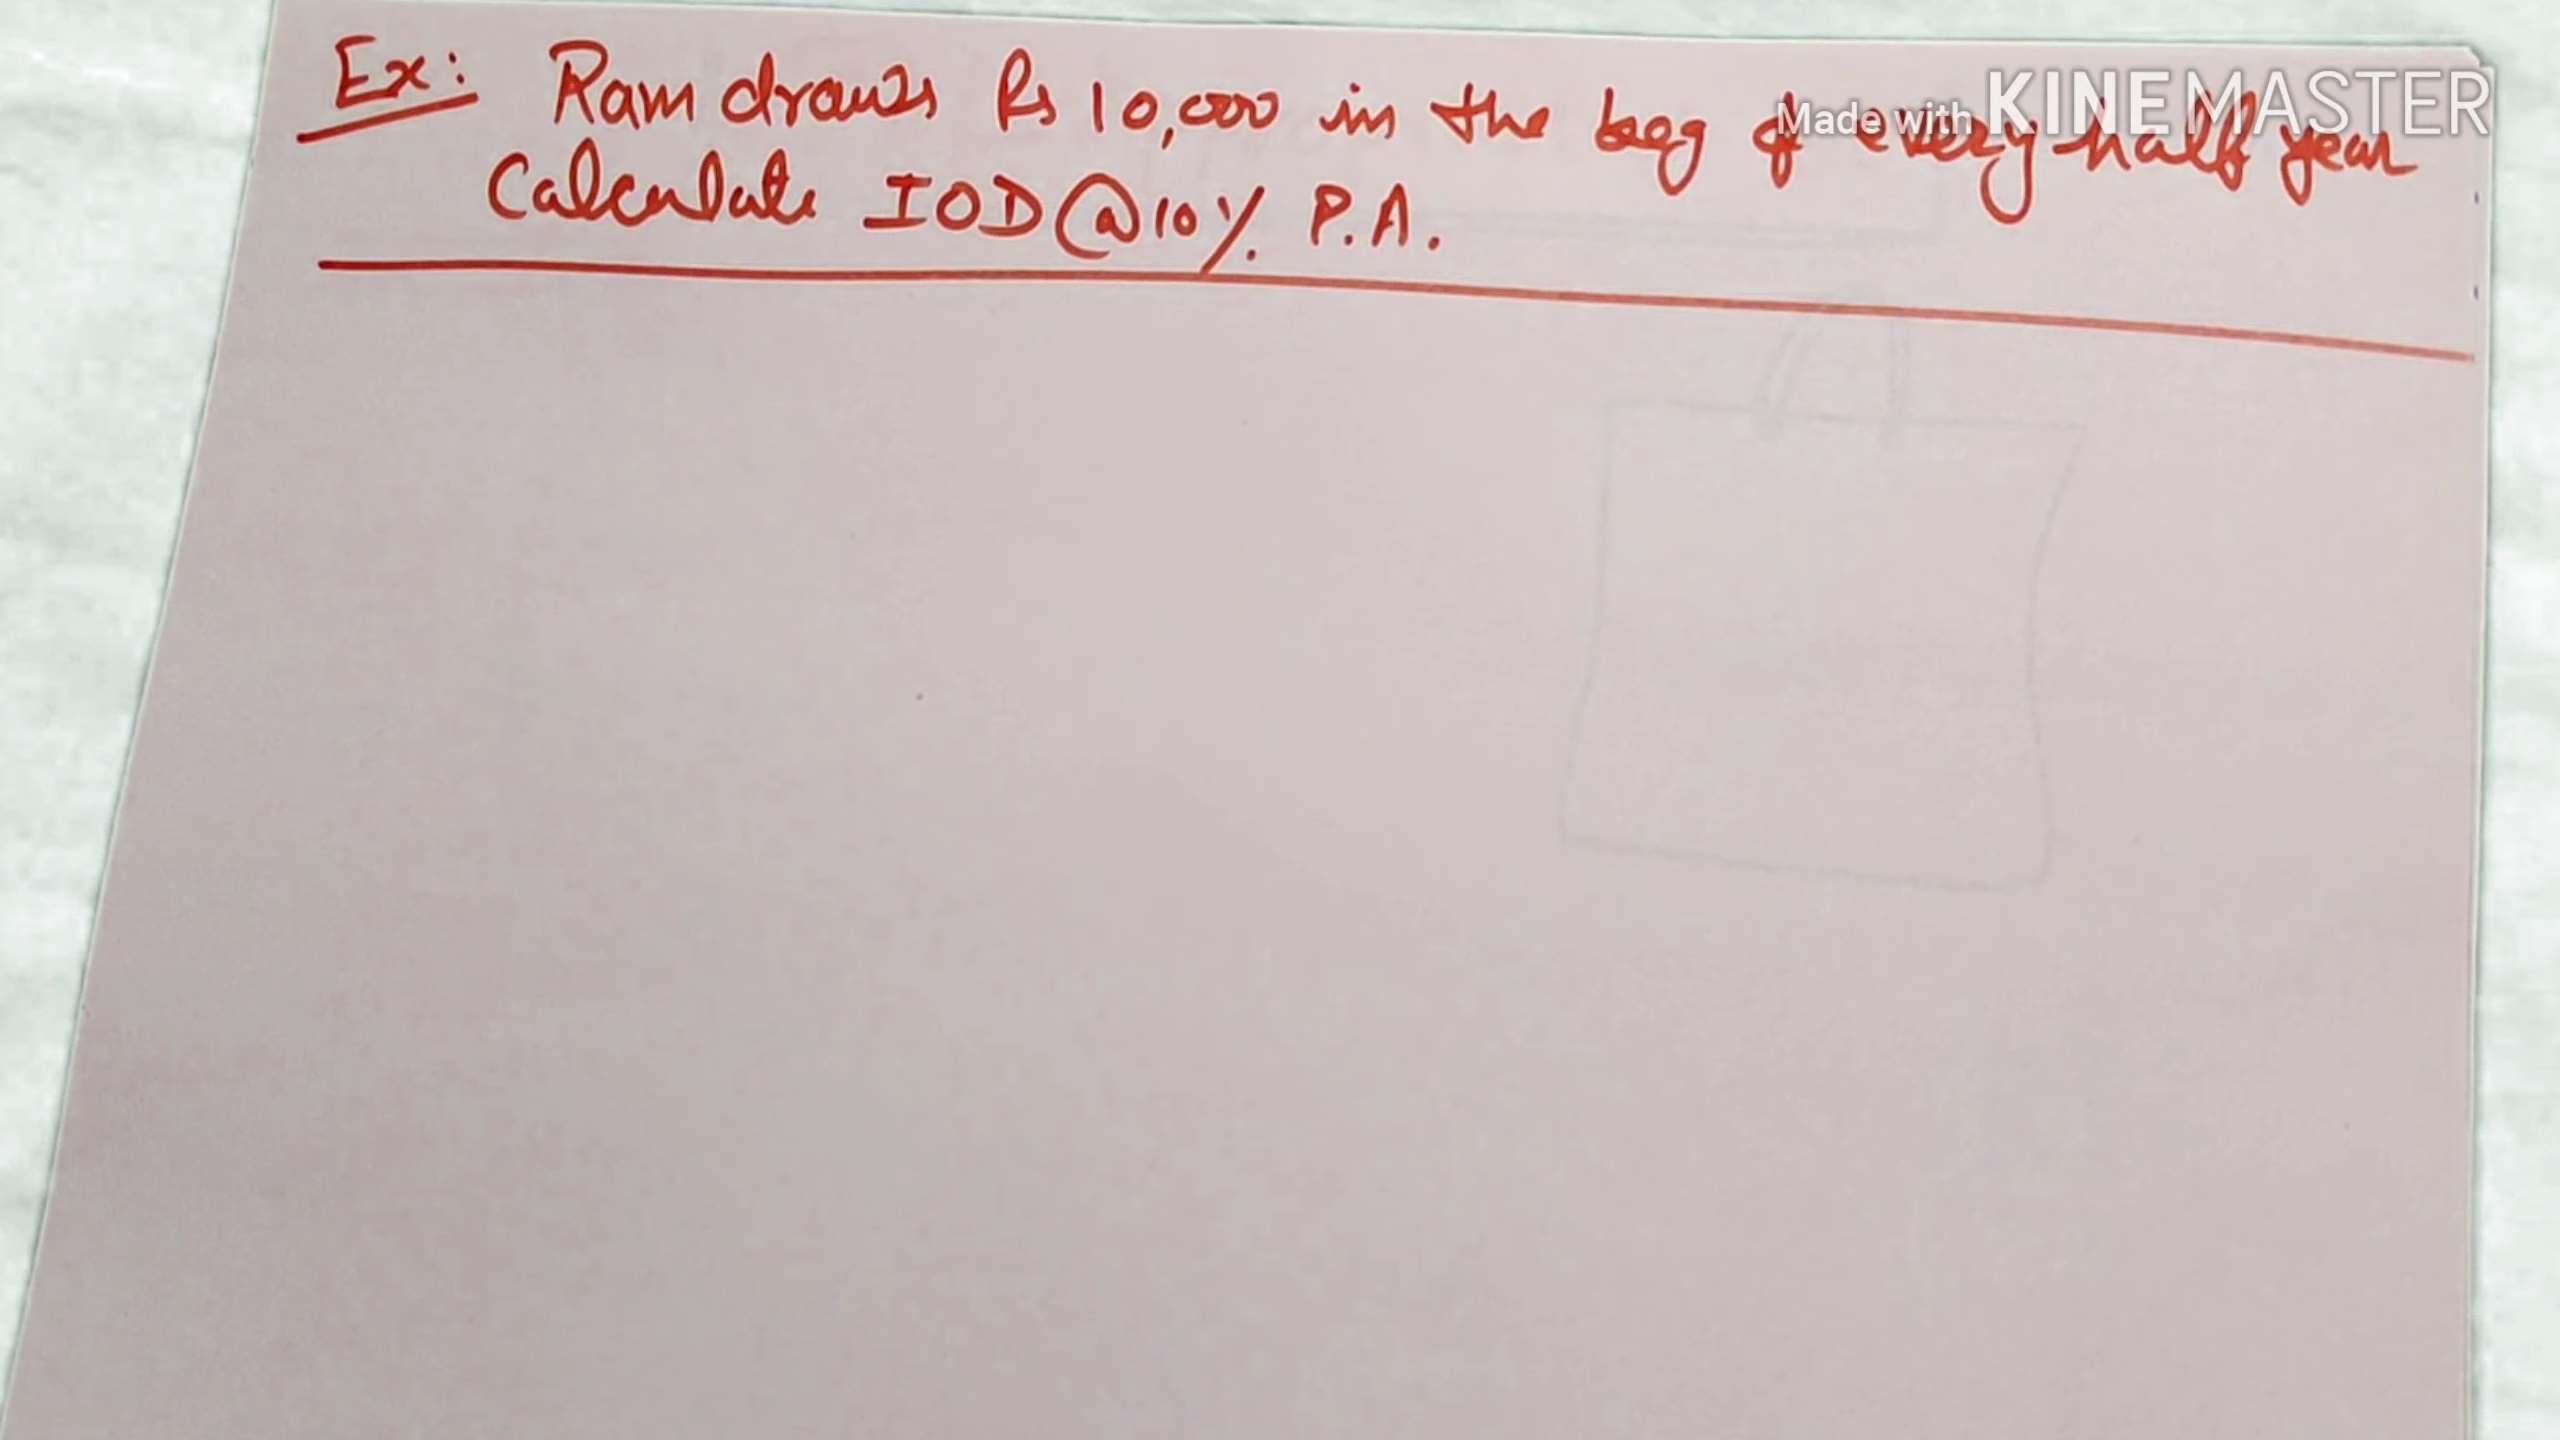 Ex: Ram draws Rs 10,000 in the beg of every half year
Made with KINEMASTER
Calculate IOD @ 10% P.A.